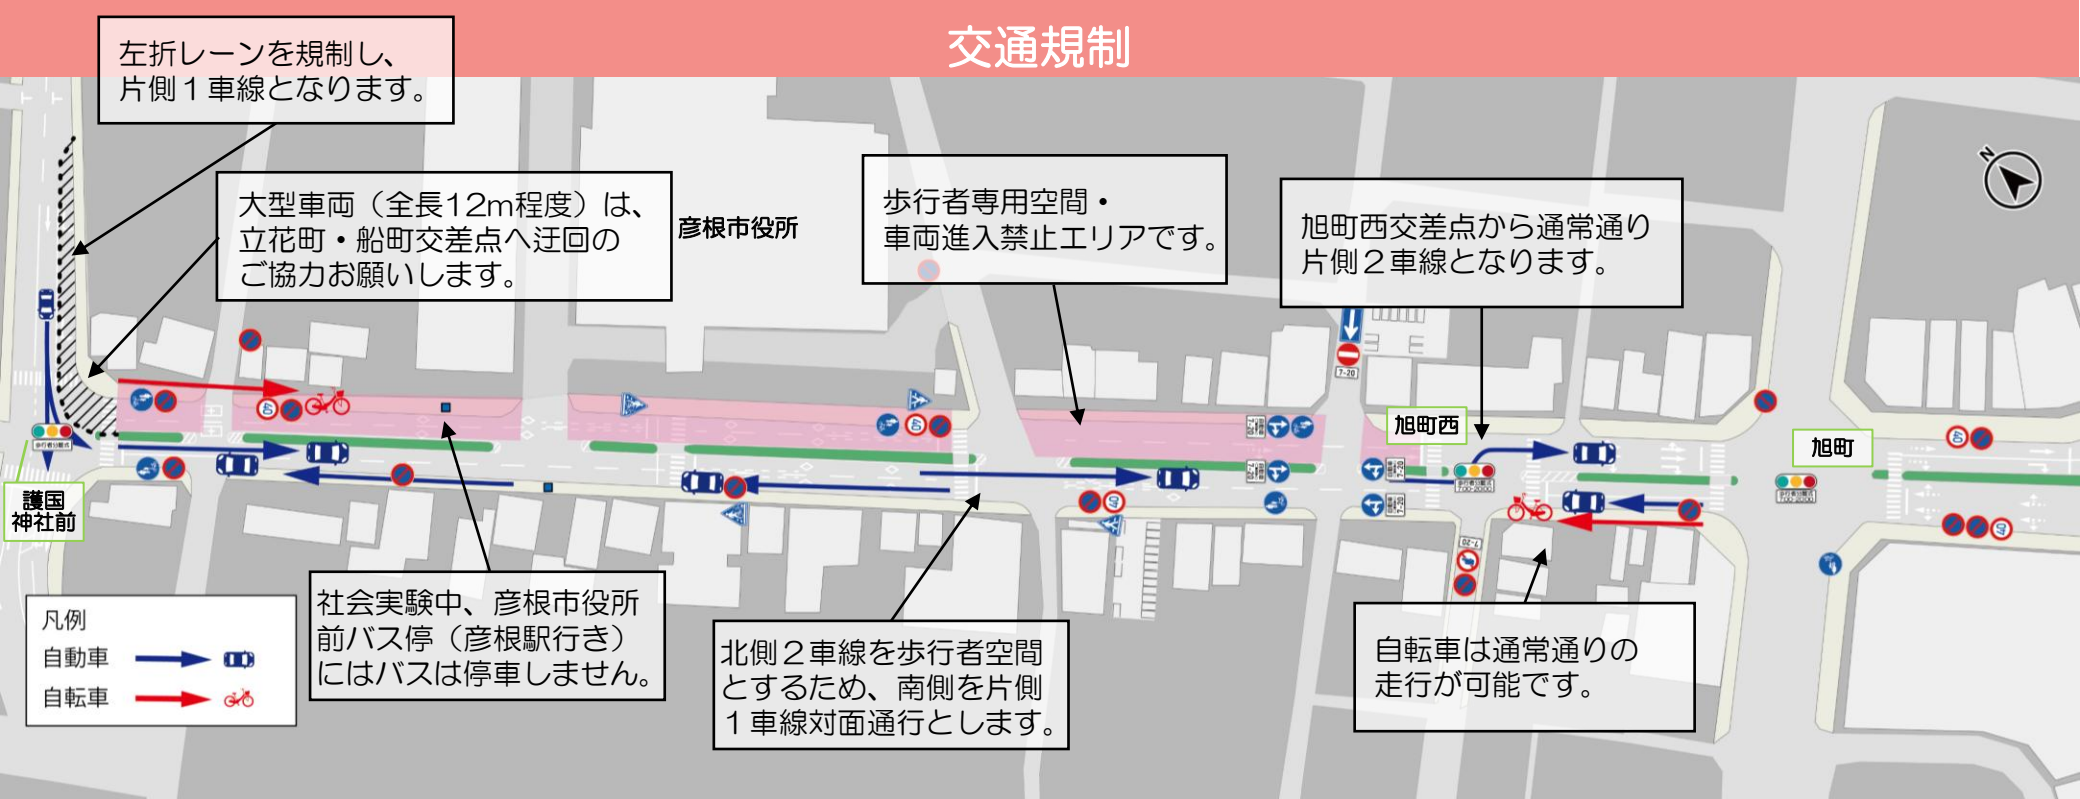 交通規制
左折レーンを規制し、
片側１車線となります。
大型車両（全長12m程度）は、
立花町・船町交差点へ迂回の
ご協力お願いします。
彦根市役所
歩行者専用空間・
車両進入禁止エリアです。
旭町西交差点から通常通り
片側２車線となります。
N
7-20
40
40
旭町西
旭町
40
護国
神社前
40
40
7-20
凡例
自動車
自転車
社会実験中、彦根市役所
前バス停（彦根駅行き）
にはバスは停車しません。
北側２車線を歩行者空間
とするため、南側を片側
１車線対面通行とします。
自転車は通常通りの
走行が可能です。